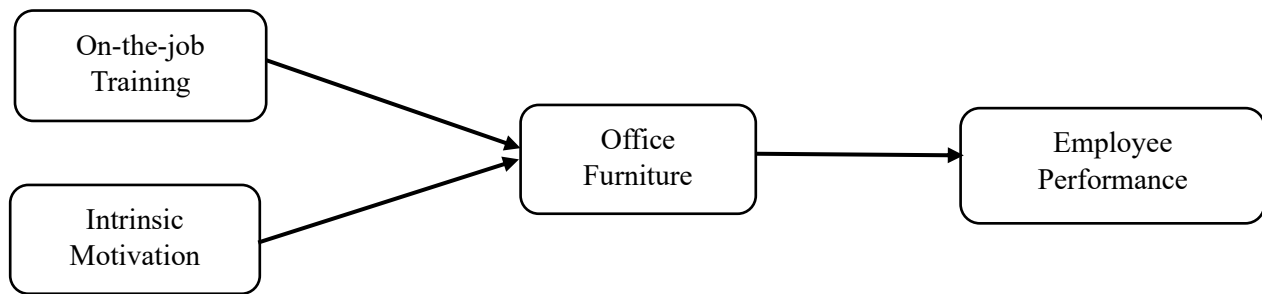 On-the-job
Training
Office
Furniture
Employee
Performance
Intrinsic
Motivation